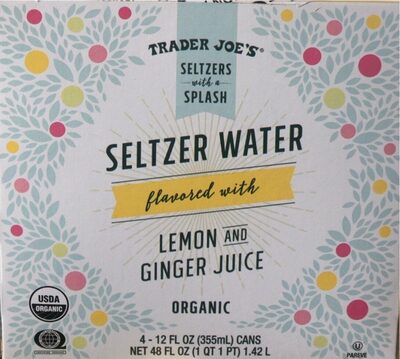 TRADER JOE'S®
SELTZERS
with a
SPLASH
SELTZER WATER
flavored with
LEMON AND
GINGER JUICE
ORGANIC
USDA
ORGANIC
4 - 12 FL OZ (355mL) CANS
NET 48 FL OZ (1 QT 1 PT) 1.42 L
U
PAREVE